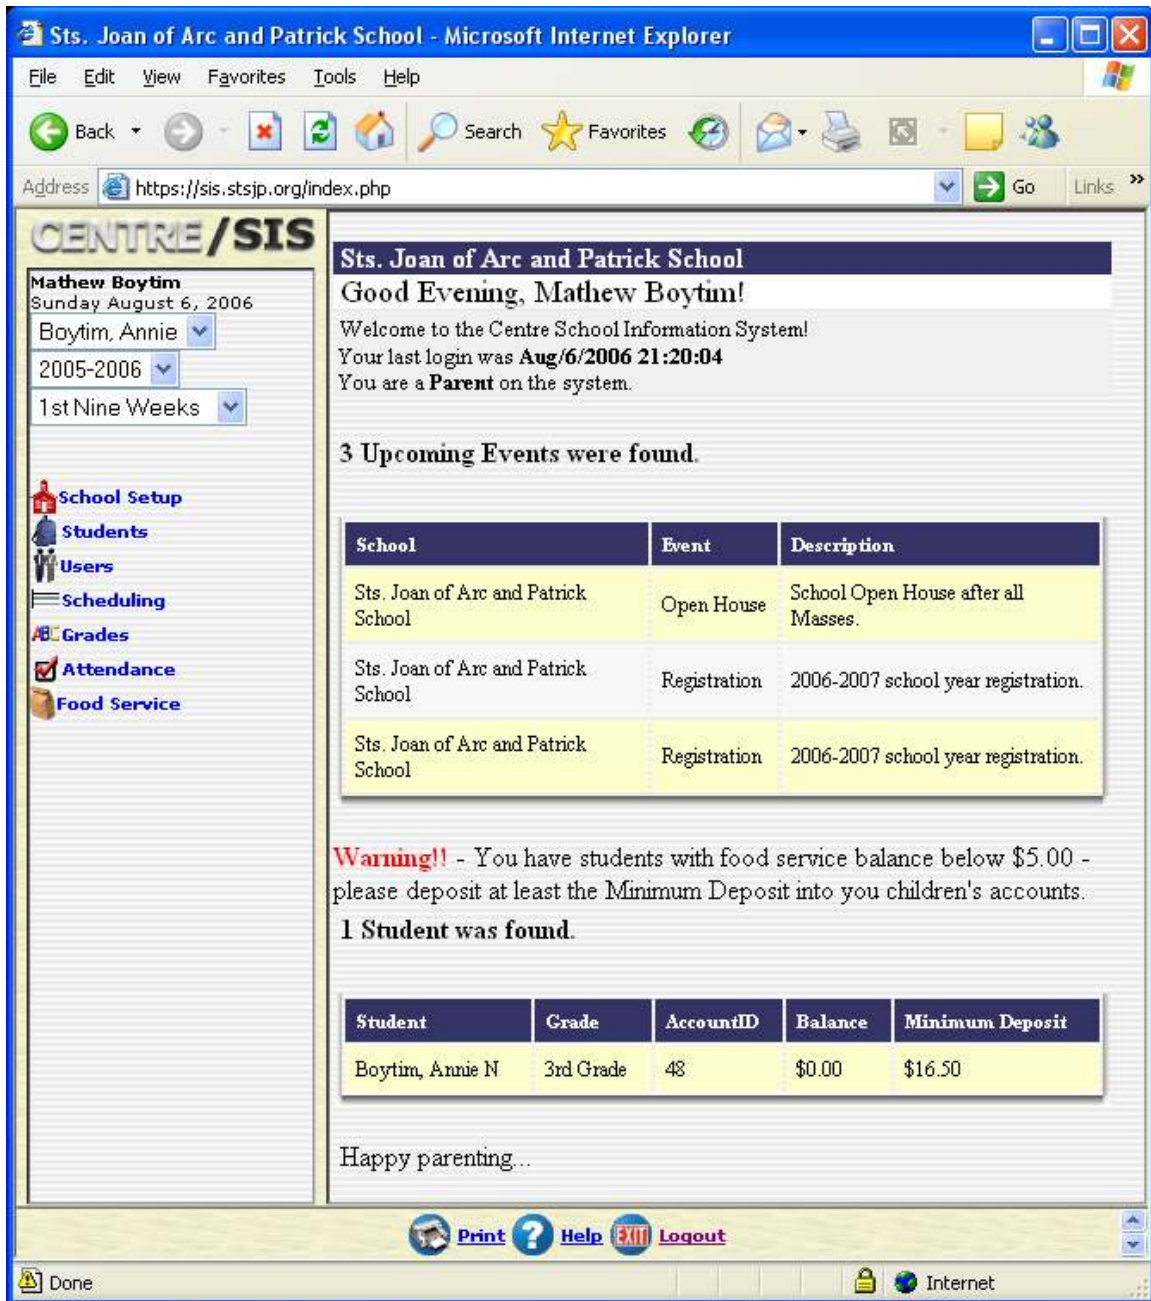 Sts. Joan of Arc and Patrick School - Microsoft Internet Explorer
File Edit View Favorites Tools Help
Back Search Favorites
Address https://sis.stsjp.org/index.php Go Links »
CENTRE/SIS
Mathew Boytim
Sunday August 6, 2006
Boytim, Annie
2005-2006
1st Nine Weeks
School Setup
Students
Users
Scheduling
ABC Grades
Attendance
Food Service
Sts. Joan of Arc and Patrick School
Good Evening, Mathew Boytim!
Welcome to the Centre School Information System!
Your last login was Aug/6/2006 21:20:04
You are a Parent on the system.
3 Upcoming Events were found.
School Event Description
Sts. Joan of Arc and Patrick
School
Open House
School Open House after all
Masses.
Sts. Joan of Arc and Patrick
School
Registration
2006-2007 school year registration.
Sts. Joan of Arc and Patrick
School
Registration
2006-2007 school year registration.
Warning!! - You have students with food service balance below $5.00 -
please deposit at least the Minimum Deposit into you children's accounts.
1 Student was found.
Student Grade AccountID Balance Minimum Deposit
Boytim, Annie N 3rd Grade 48 $0.00 $16.50
Happy parenting...
Print ? Help EXIT Logout
Done Internet